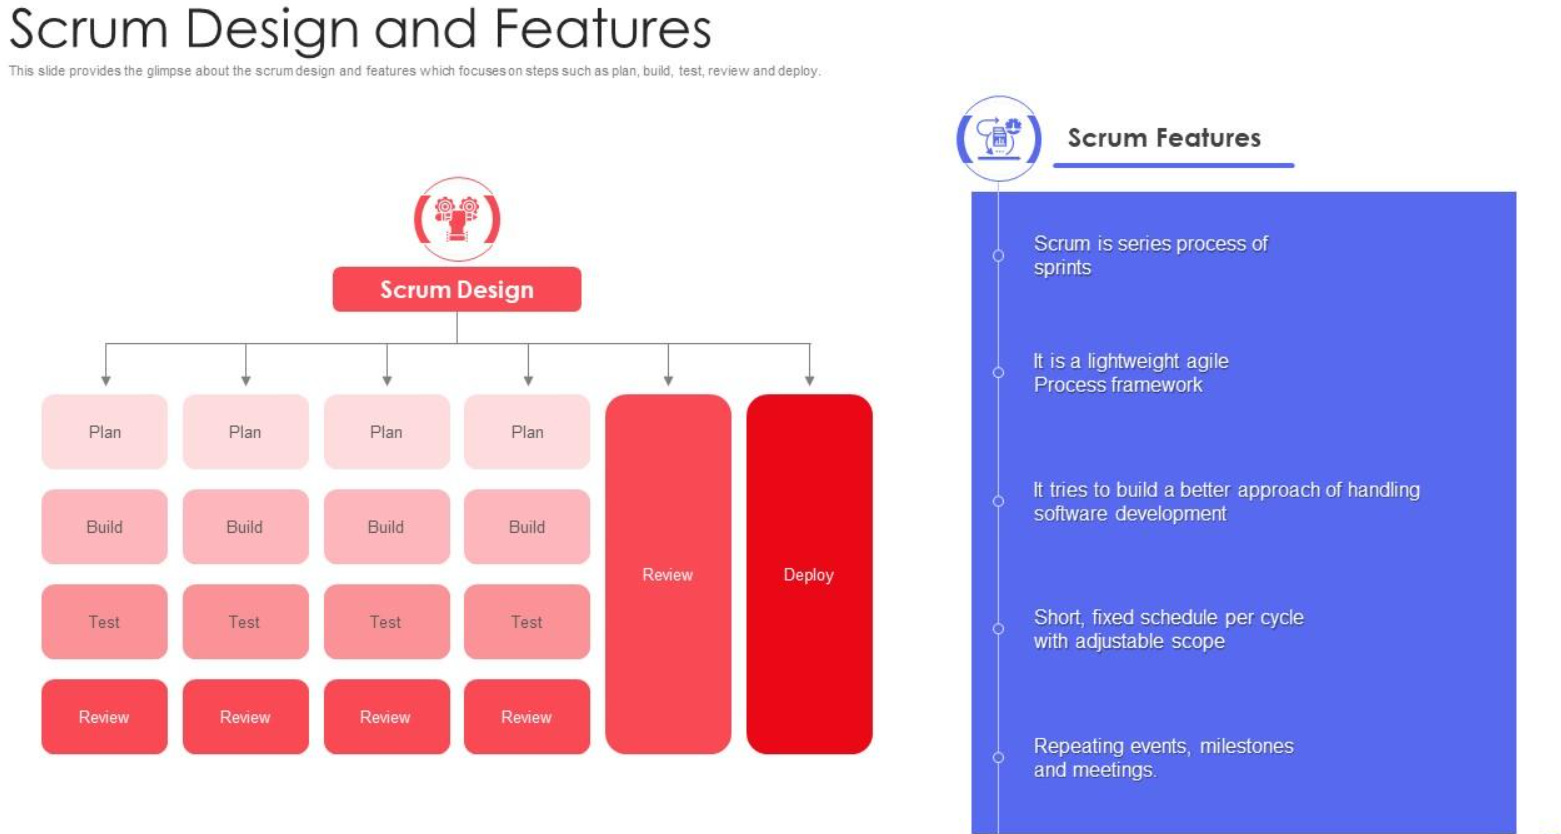 Scrum Design and Features
This slide provides the glimpse about the scrum design and features which focuses on steps such as plan, build, test, review and deploy.
Scrum Design
Plan
Plan
Plan
Plan
Build
Build
Build
Build
Test
Test
Test
Test
Review
Review
Review
Review
Review
Deploy
Scrum Features
Scrum is series process of
sprints
It is a lightweight agile
Process framework
It tries to build a better approach of handling
software development
Short, fixed schedule per cycle
with adjustable scope
Repeating events, milestones
and meetings.